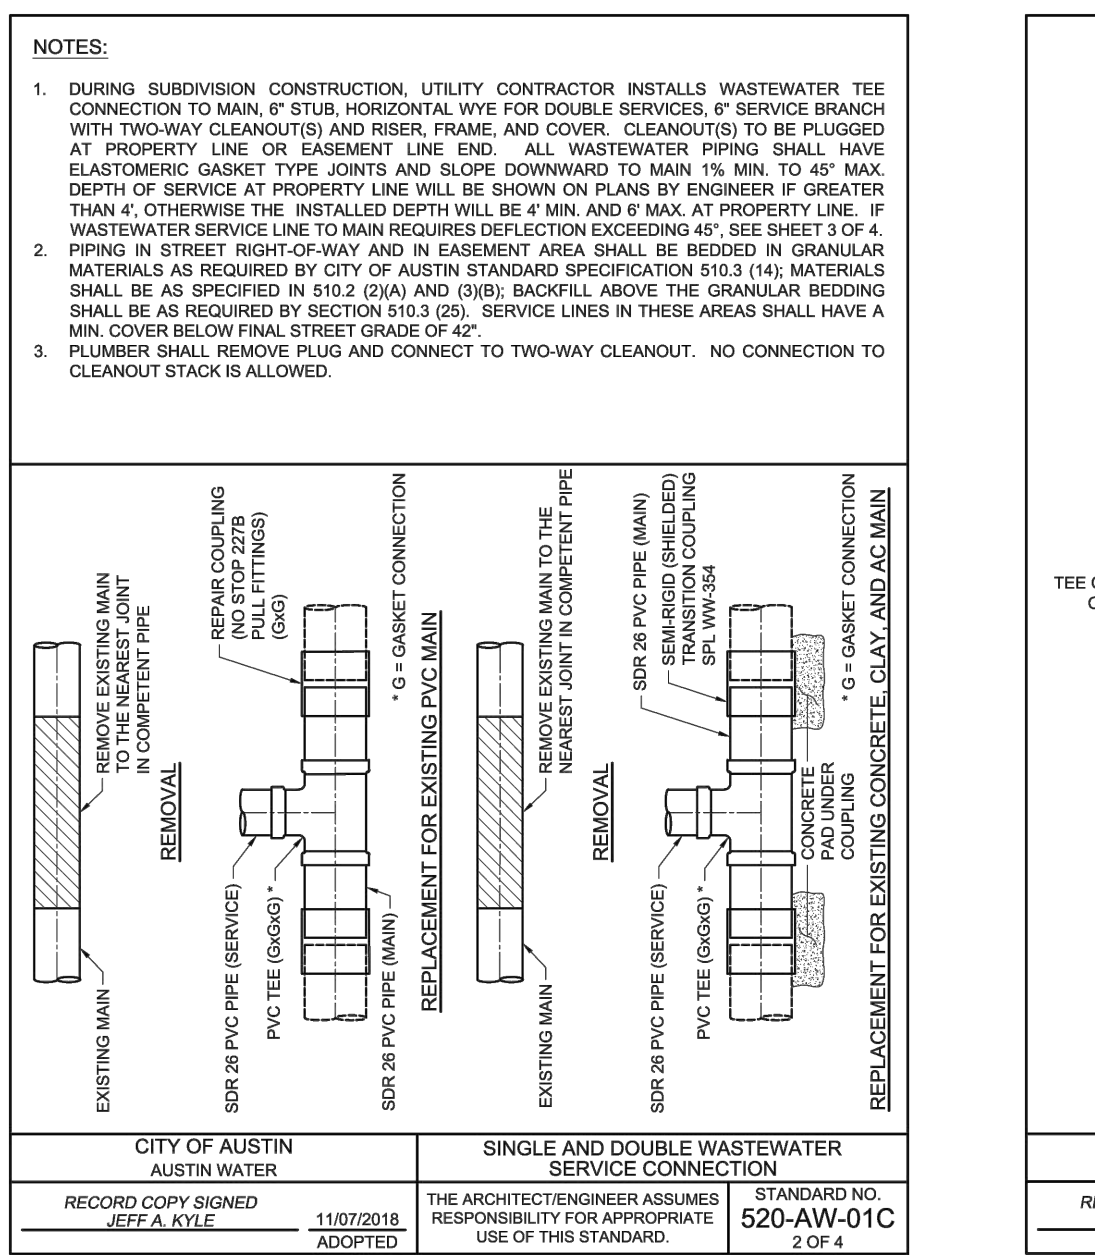 NOTES:
1. DURING SUBDIVISION CONSTRUCTION, UTILITY CONTRACTOR INSTALLS WASTEWATER TEE
CONNECTION TO MAIN, 6" STUB, HORIZONTAL WYE FOR DOUBLE SERVICES, 6" SERVICE BRANCH
WITH TWO-WAY CLEANOUT(S) AND RISER, FRAME, AND COVER. CLEANOUT(S) TO BE PLUGGED
AT PROPERTY LINE OR EASEMENT LINE END. ALL WASTEWATER PIPING SHALL HAVE
ELASTOMERIC GASKET TYPE JOINTS AND SLOPE DOWNWARD TO MAIN 1% MIN. TO 45° MAX.
DEPTH OF SERVICE AT PROPERTY LINE WILL BE SHOWN ON PLANS BY ENGINEER IF GREATER
THAN 4', OTHERWISE THE INSTALLED DEPTH WILL BE 4' MIN. AND 6' MAX. AT PROPERTY LINE. IF
WASTEWATER SERVICE LINE TO MAIN REQUIRES DEFLECTION EXCEEDING 45°, SEE SHEET 3 OF 4.
2. PIPING IN STREET RIGHT-OF-WAY AND IN EASEMENT AREA SHALL BE BEDDED IN GRANULAR
MATERIALS AS REQUIRED BY CITY OF AUSTIN STANDARD SPECIFICATION 510.3 (14); MATERIALS
SHALL BE AS SPECIFIED IN 510.2 (2)(A) AND (3)(B); BACKFILL ABOVE THE GRANULAR BEDDING
SHALL BE AS REQUIRED BY SECTION 510.3 (25). SERVICE LINES IN THESE AREAS SHALL HAVE A
MIN. COVER BELOW FINAL STREET GRADE OF 42".
3. PLUMBER SHALL REMOVE PLUG AND CONNECT TO TWO-WAY CLEANOUT. NO CONNECTION TO
CLEANOUT STACK IS ALLOWED.
EXISTING MAIN
REMOVE EXISTING MAIN
TO THE NEAREST JOINT
IN COMPETENT PIPE
REMOVAL
REPAIR COUPLING
(NO STOP 227B
PULL FITTINGS)
(GxG)
SDR 26 PVC PIPE (SERVICE)
PVC TEE (GxGxG) *
SDR 26 PVC PIPE (MAIN)
* G = GASKET CONNECTION
REPLACEMENT FOR EXISTING PVC MAIN
EXISTING MAIN
REMOVE EXISTING MAIN TO THE
NEAREST JOINT IN COMPETENT PIPE
REMOVAL
SDR 26 PVC PIPE (MAIN)
SEMI-RIGID (SHIELDED)
TRANSITION COUPLING
SPL WW-354
SDR 26 PVC PIPE (SERVICE)
PVC TEE (GxGxG) *
CONCRETE
PAD UNDER
COUPLING
* G = GASKET CONNECTION
REPLACEMENT FOR EXISTING CONCRETE, CLAY, AND AC MAIN
CITY OF AUSTIN
AUSTIN WATER
SINGLE AND DOUBLE WASTEWATER
SERVICE CONNECTION
RECORD COPY SIGNED
JEFF A. KYLE
11/07/2018
ADOPTED
THE ARCHITECT/ENGINEER ASSUMES
RESPONSIBILITY FOR APPROPRIATE
USE OF THIS STANDARD.
STANDARD NO.
520-AW-01C
2 OF 4
TEE